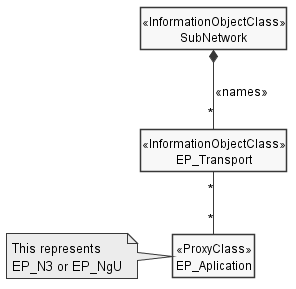 «InformationObjectClass»
SubNetwork
«names»
*
«InformationObjectClass»
EP_Transport
*
*
This represents
EP_N3 or EP_NgU
«ProxyClass»
EP_Aplication